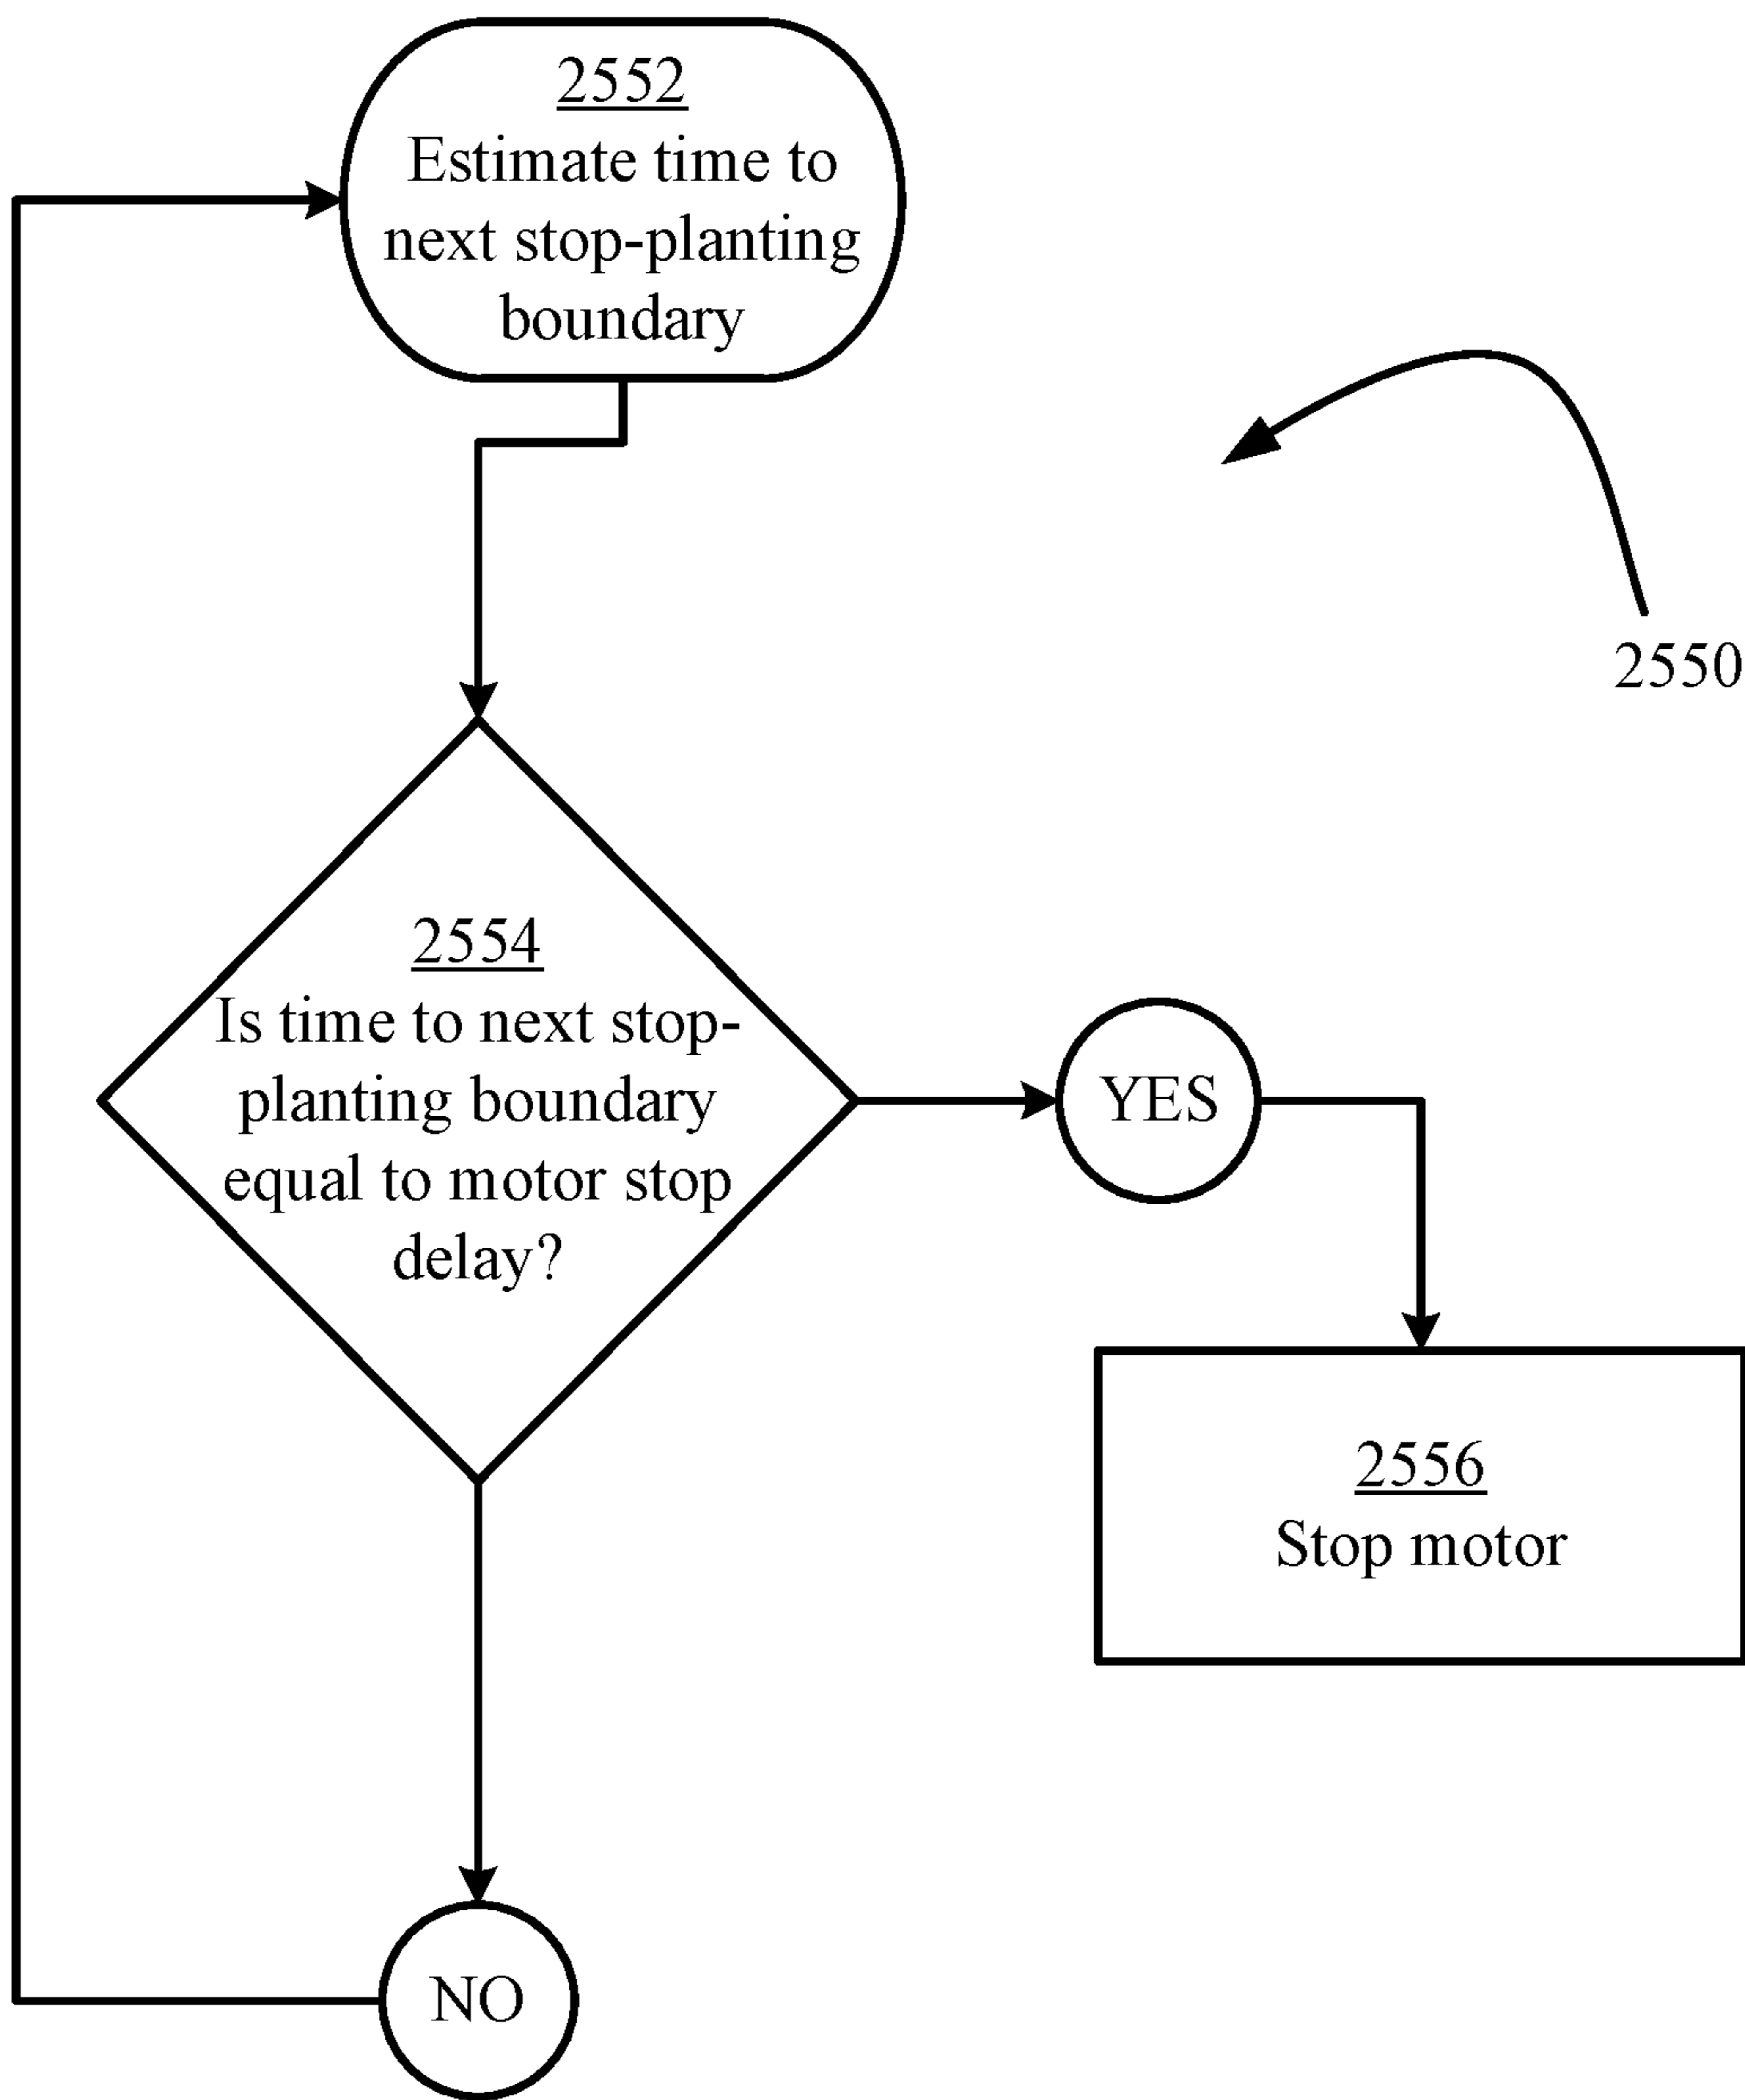 2552
Estimate time to
next stop-planting
boundary
2550
2554
Is time to next stop-
planting boundary
equal to motor stop
delay?
YES
2556
Stop motor
NO